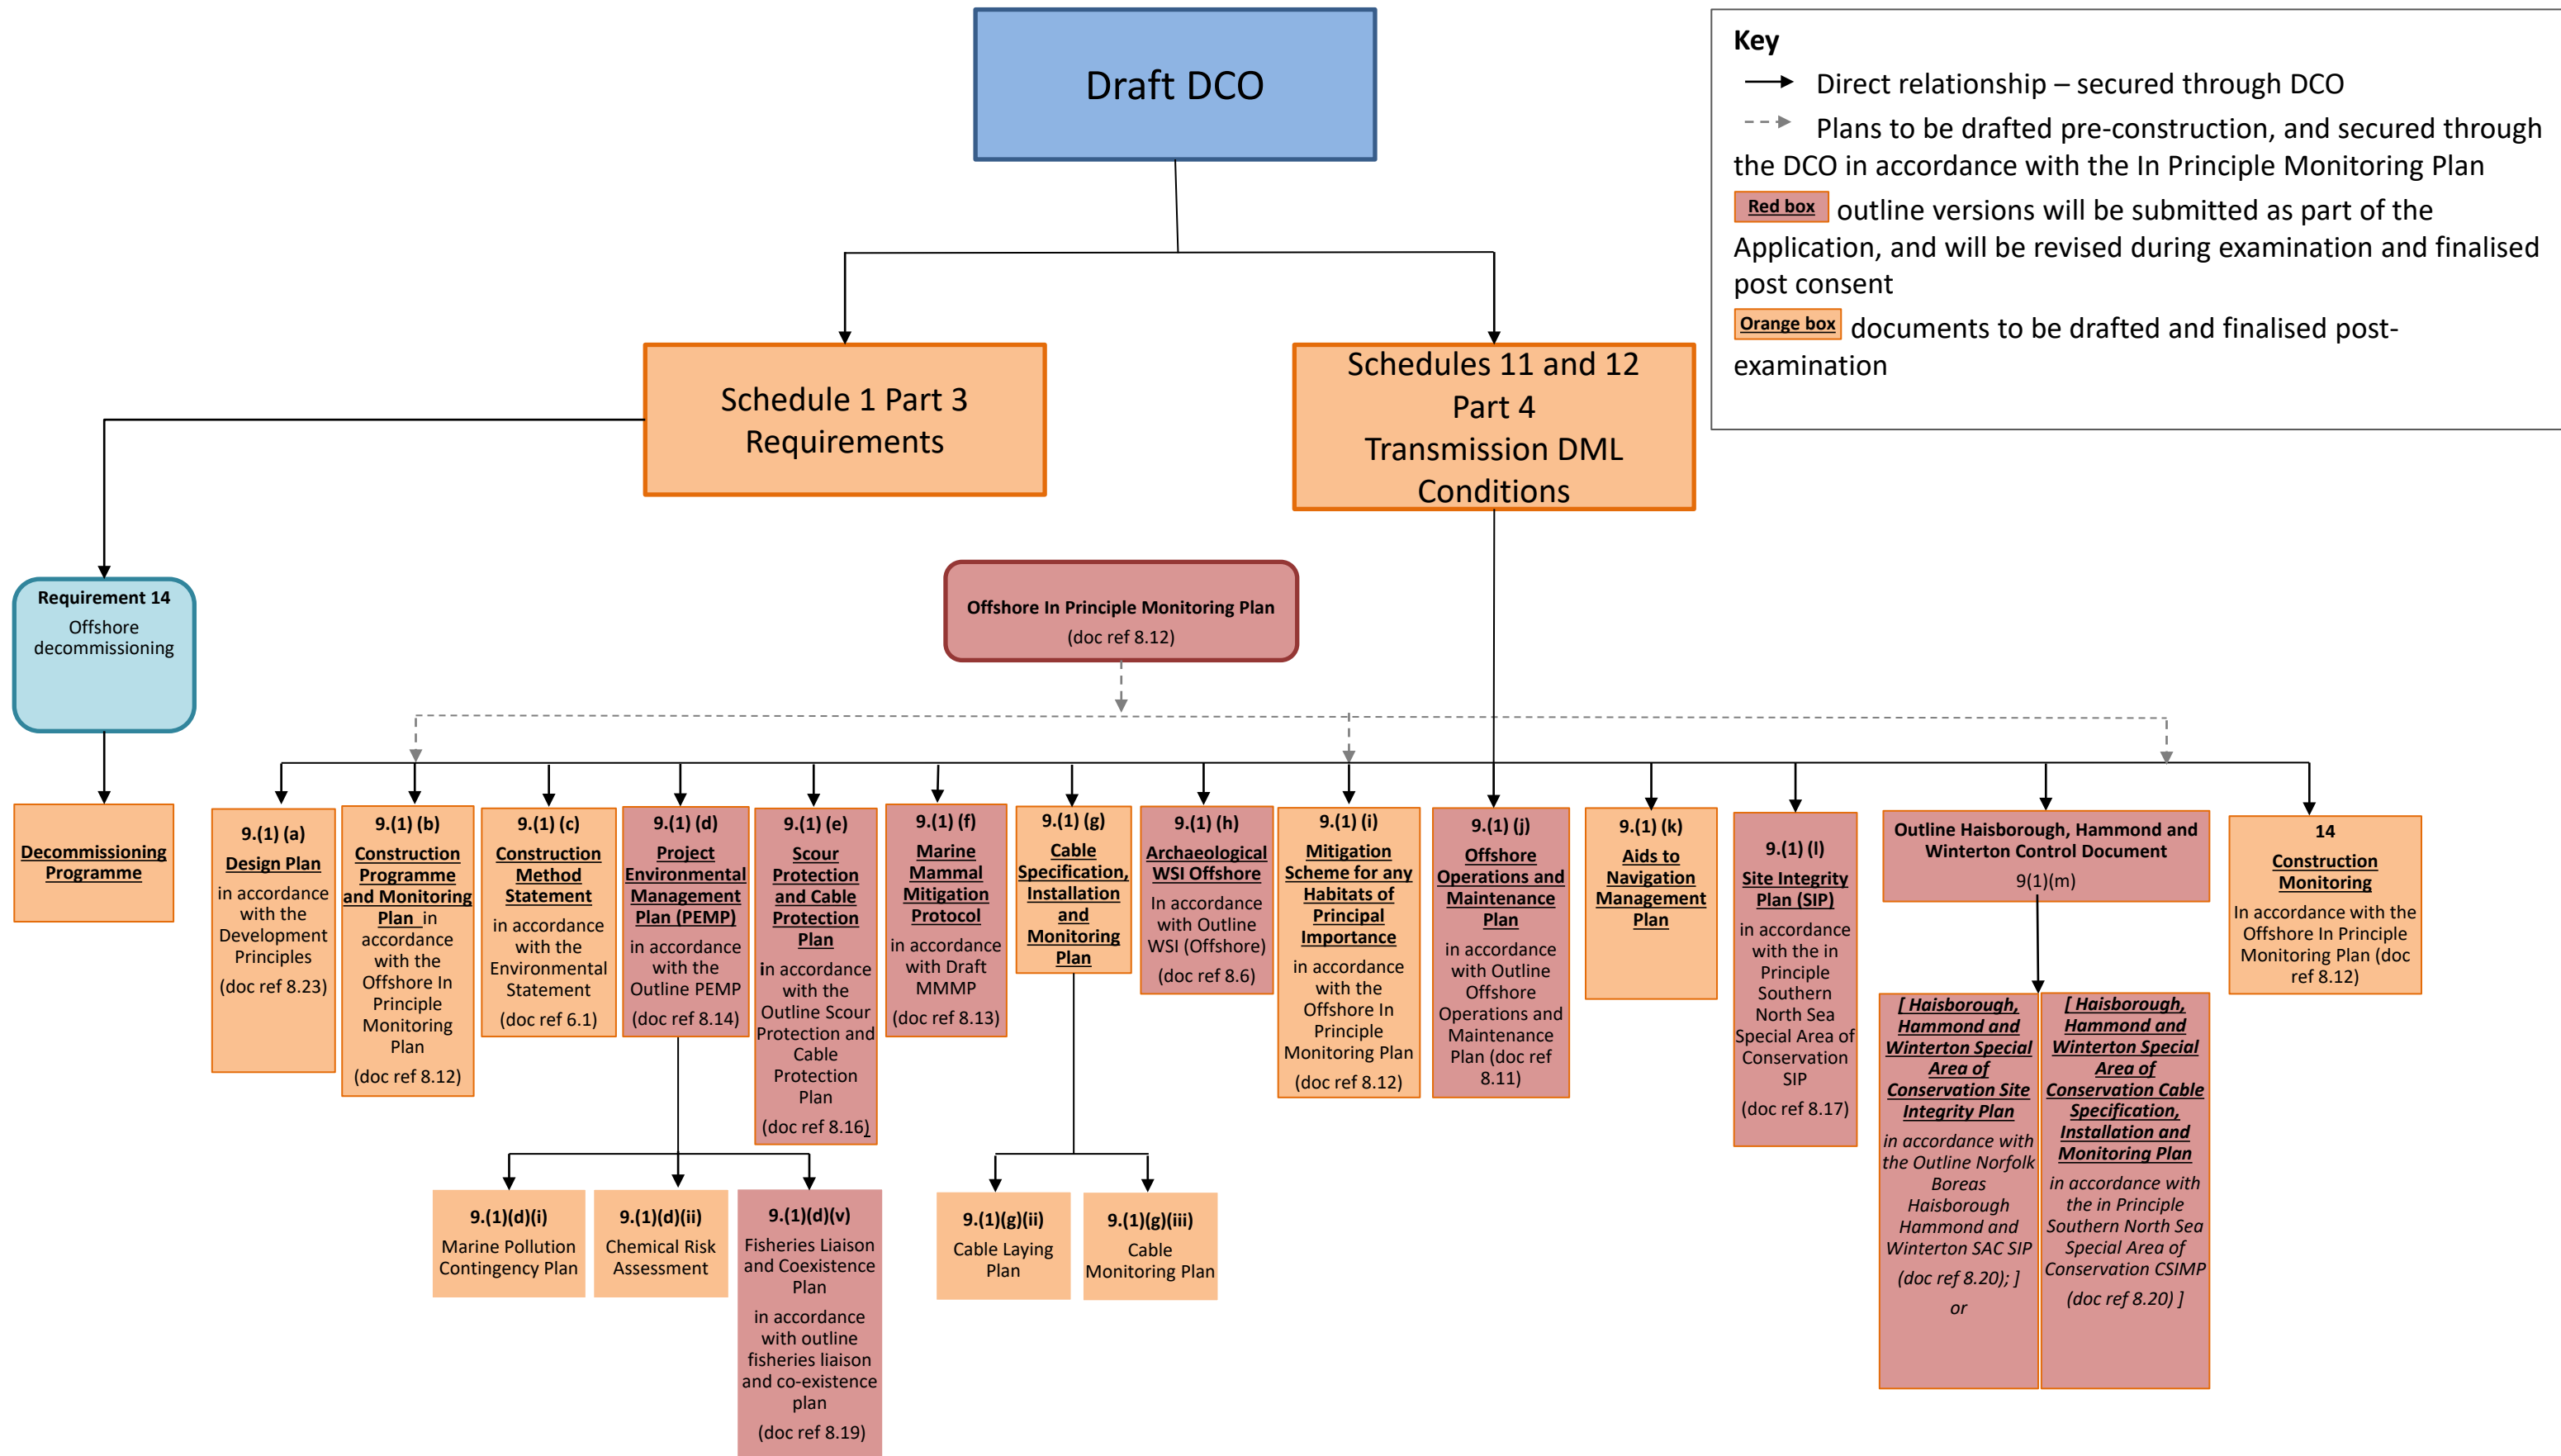 Draft DCO
Key
Direct relationship – secured through DCO
Plans to be drafted pre-construction, and secured through
the DCO in accordance with the In Principle Monitoring Plan
Red box outline versions will be submitted as part of the
Application, and will be revised during examination and finalised
post consent
Orange box documents to be drafted and finalised post-
examination
Schedule 1 Part 3
Requirements
Schedules 11 and 12
Part 4
Transmission DML
Conditions
Requirement 14
Offshore
decommissioning
Offshore In Principle Monitoring Plan
(doc ref 8.12)
Decommissioning
Programme
9.(1) (a)
Design Plan
in accordance
with the
Development
Principles
(doc ref 8.23)
9.(1) (b)
Construction
Programme
and Monitoring
Plan in
accordance
with the
Offshore In
Principle
Monitoring
Plan
(doc ref 8.12)
9.(1) (c)
Construction
Method
Statement
in accordance
with the
Environmental
Statement
(doc ref 6.1)
9.(1) (d)
Project
Environmental
Management
Plan (PEMP)
in accordance
with the
Outline PEMP
(doc ref 8.14)
9.(1) (e)
Scour
Protection
and Cable
Protection
Plan
in accordance
with the
Outline Scour
Protection and
Cable
Protection
Plan
(doc ref 8.16)
9.(1) (f)
Marine
Mammal
Mitigation
Protocol
in accordance
with Draft
MMMP
(doc ref 8.13)
9.(1) (g)
Cable
Specification,
Installation
and
Monitoring
Plan
9.(1) (h)
Archaeological
WSI Offshore
In accordance
with Outline
WSI (Offshore)
(doc ref 8.6)
9.(1) (i)
Mitigation
Scheme for any
Habitats of
Principal
Importance
in accordance
with the
Offshore In
Principle
Monitoring Plan
(doc ref 8.12)
9.(1) (j)
Offshore
Operations and
Maintenance
Plan
in accordance
with Outline
Offshore
Operations and
Maintenance
Plan (doc ref
8.11)
9.(1) (k)
Aids to
Navigation
Management
Plan
9.(1) (l)
Site Integrity
Plan (SIP)
in accordance
with the in
Principle
Southern
North Sea
Special Area of
Conservation
SIP
(doc ref 8.17)
Outline Haisborough, Hammond and
Winterton Control Document
9(1)(m)
14
Construction
Monitoring
In accordance with the
Offshore In Principle
Monitoring Plan (doc
ref 8.12)
[ Haisborough,
Hammond and
Winterton Special
Area of
Conservation Site
Integrity Plan
in accordance with
the Outline Norfolk
Boreas
Haisborough
Hammond and
Winterton SAC SIP
(doc ref 8.20); ]
or
[ Haisborough,
Hammond and
Winterton Special
Area of
Conservation Cable
Specification,
Installation and
Monitoring Plan
in accordance with
the in Principle
Southern North Sea
Special Area of
Conservation CSIMP
(doc ref 8.20) ]
9.(1)(d)(i)
Marine Pollution
Contingency Plan
9.(1)(d)(ii)
Chemical Risk
Assessment
9.(1)(d)(v)
Fisheries Liaison
and Coexistence
Plan
in accordance
with outline
fisheries liaison
and co-existence
plan
(doc ref 8.19)
9.(1)(g)(ii)
Cable Laying
Plan
9.(1)(g)(iii)
Cable
Monitoring Plan